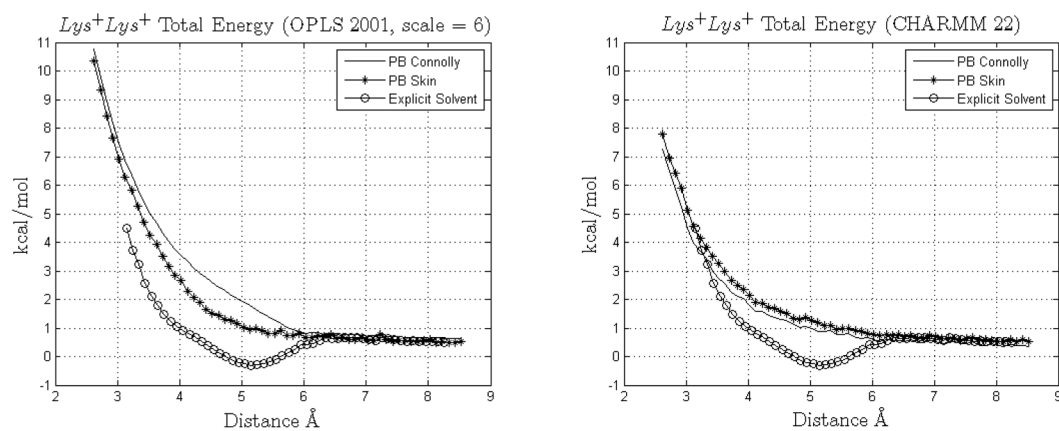 Lys+Lys+ Total Energy (OPLS 2001, scale = 6)
11
10
9
8
7
6
5
4
3
2
1
0
-1
kcal/mol
PB Connolly
PB Skin
Explicit Solvent
2 3 4 5 6 7 8 9
Distance Å
Lys+Lys+ Total Energy (CHARMM 22)
11
10
9
8
7
6
5
4
3
2
1
0
-1
kcal/mol
PB Connolly
PB Skin
Explicit Solvent
2 3 4 5 6 7 8 9
Distance Å